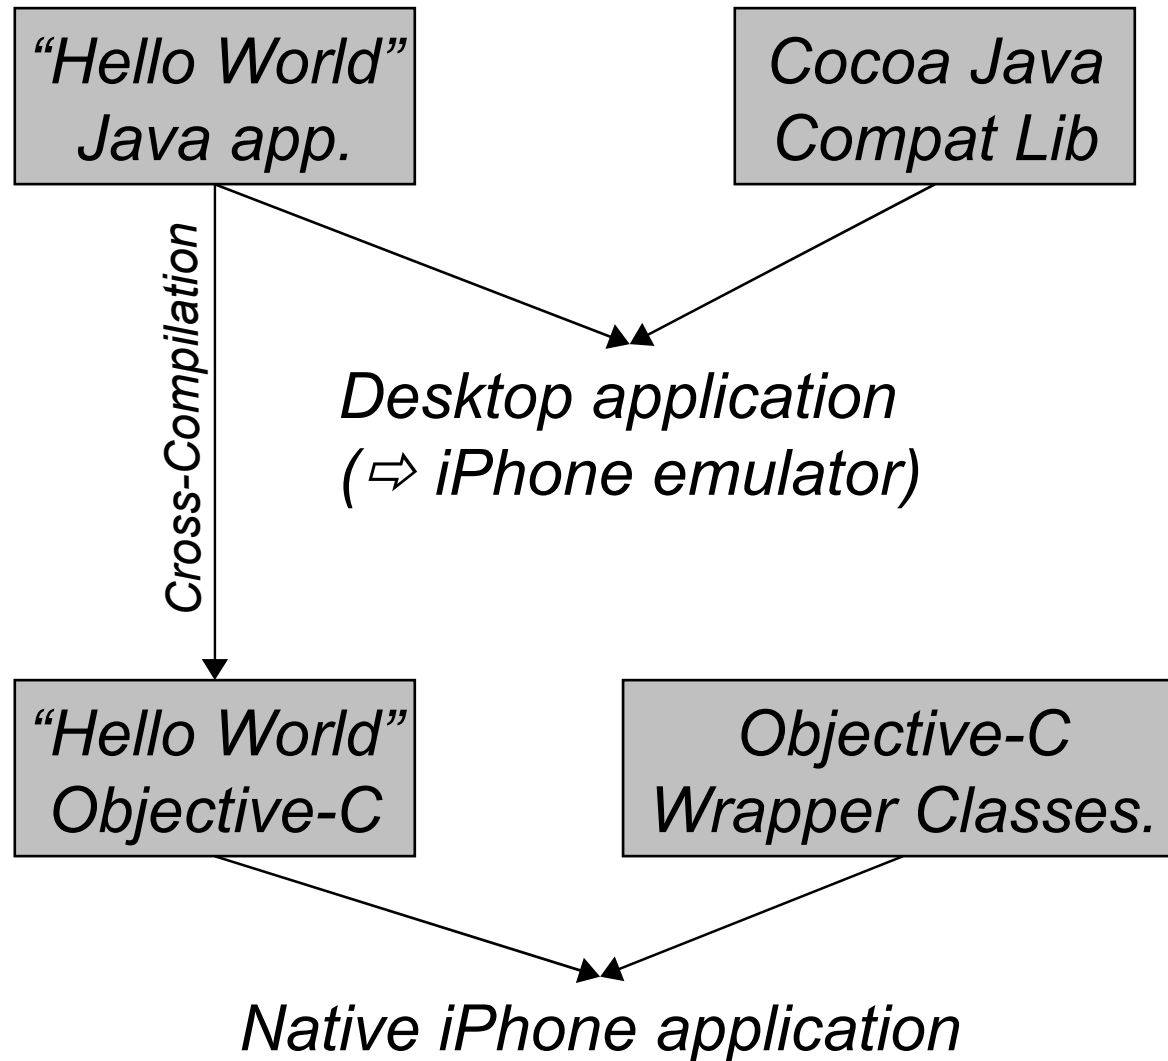 “Hello World”
Java app.
Cocoa Java
Compat Lib
Cross-Compilation
Desktop application
(⇨ iPhone emulator)
“Hello World”
Objective-C
Objective-C
Wrapper Classes.
Native iPhone application